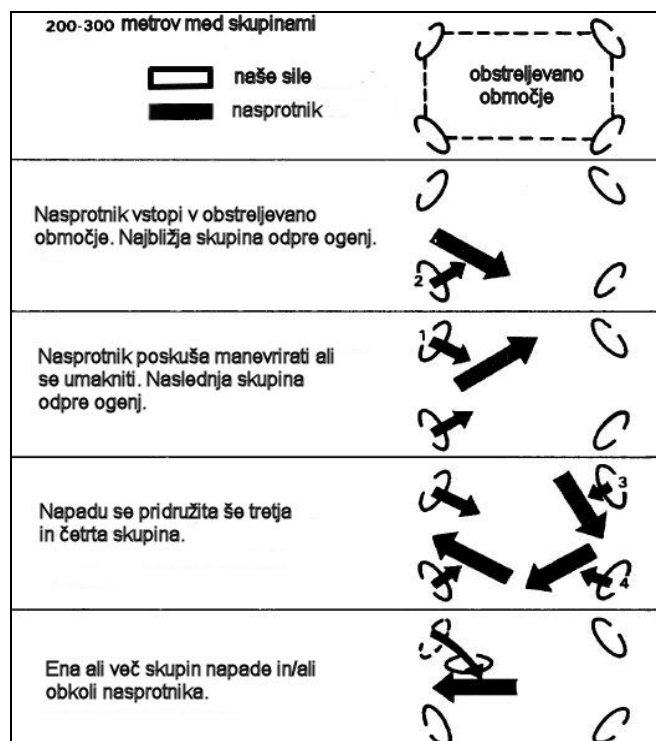 200-300 metrov med skupinami
naše sile
nasprotnik
obstreljevano
območje
Nasprotnik vstopi v obstreljevano
območje. Najbližja skupina odpre ogenj.
2
1
Nasprotnik poskuša manevrirati ali
se umakniti. Naslednja skupina
odpre ogenj.
3
Napadu se pridružita še tretja
in četrta skupina.
4
Ena ali več skupin napade in/ali
obkoli nasprotnika.